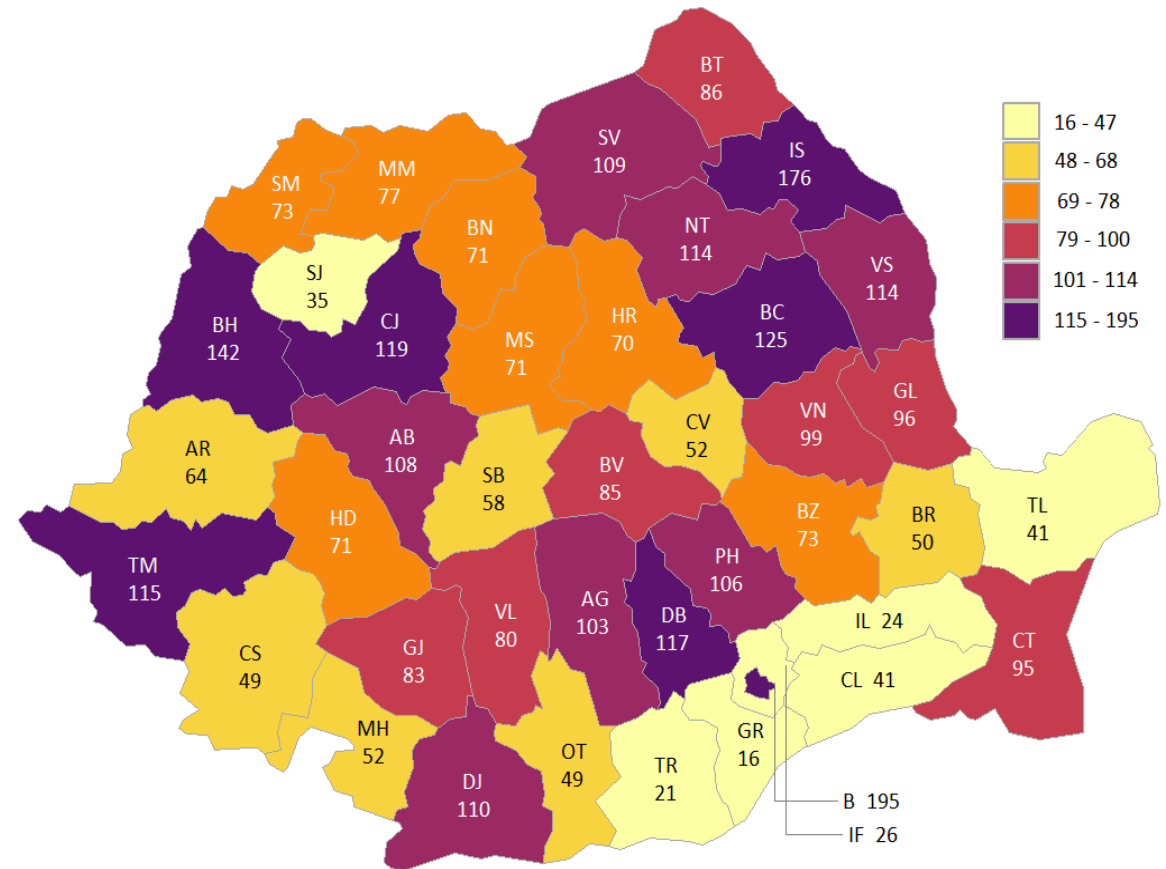 BT
86
SV
109
IS
176
16 - 47
48 - 68
69 - 78
79 - 100
101 - 114
115 - 195
SM
73
MM
77
BN
71
NT
114
VS
114
SJ
35
BH
142
CJ
119
MS
71
HR
70
BC
125
AR
64
AB
108
SB
58
BV
85
CV
52
VN
99
GL
96
HD
71
BZ
73
BR
50
TL
41
TM
115
PH
106
CS
49
GJ
83
VL
80
AG
103
DB
117
IL 24
CL 41
CT
95
MH
52
DJ
110
OT
49
TR
21
GR
16
B 195
IF 26